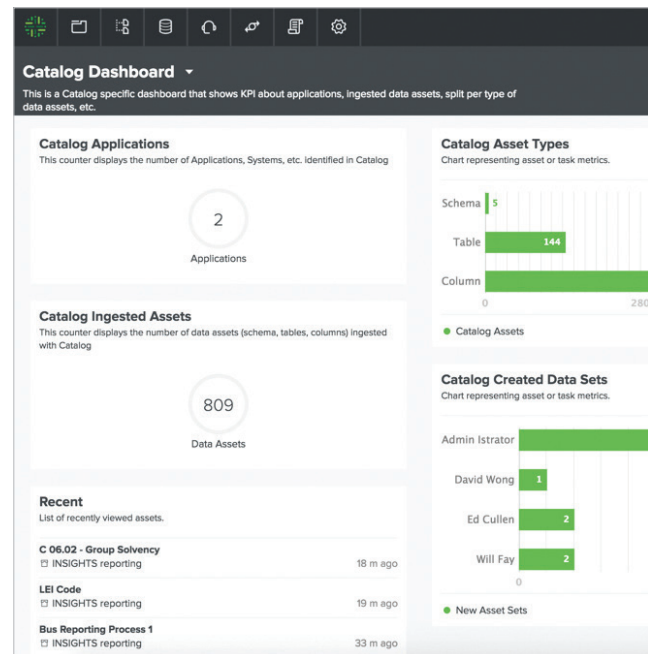 Catalog Dashboard
This is a Catalog specific dashboard that shows KPI about applications, ingested data assets, split per type of
data assets, etc.
Catalog Applications
This counter displays the number of Applications, Systems, etc. identified in Catalog
2
Applications
Catalog Ingested Assets
This counter displays the number of data assets (schema, tables, columns) ingested
with Catalog
809
Data Assets
Recent
List of recently viewed assets.
C 06.02 - Group Solvency
INSIGHTS reporting 18 m ago
LEI Code
INSIGHTS reporting 19 m ago
Bus Reporting Process 1
INSIGHTS reporting 33 m ago
Catalog Asset Types
Chart representing asset or task metrics.
Schema 5
Table 144
Column
0 280
Catalog Assets
Catalog Created Data Sets
Chart representing asset or task metrics.
Admin Istrator
David Wong 1
Ed Cullen 2
Will Fay 2
0
New Asset Sets